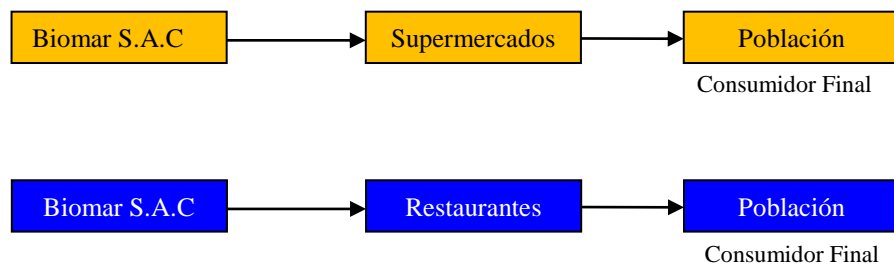 Biomar S.A.C
Supermercados
Población
Consumidor Final
Biomar S.A.C
Restaurantes
Población
Consumidor Final